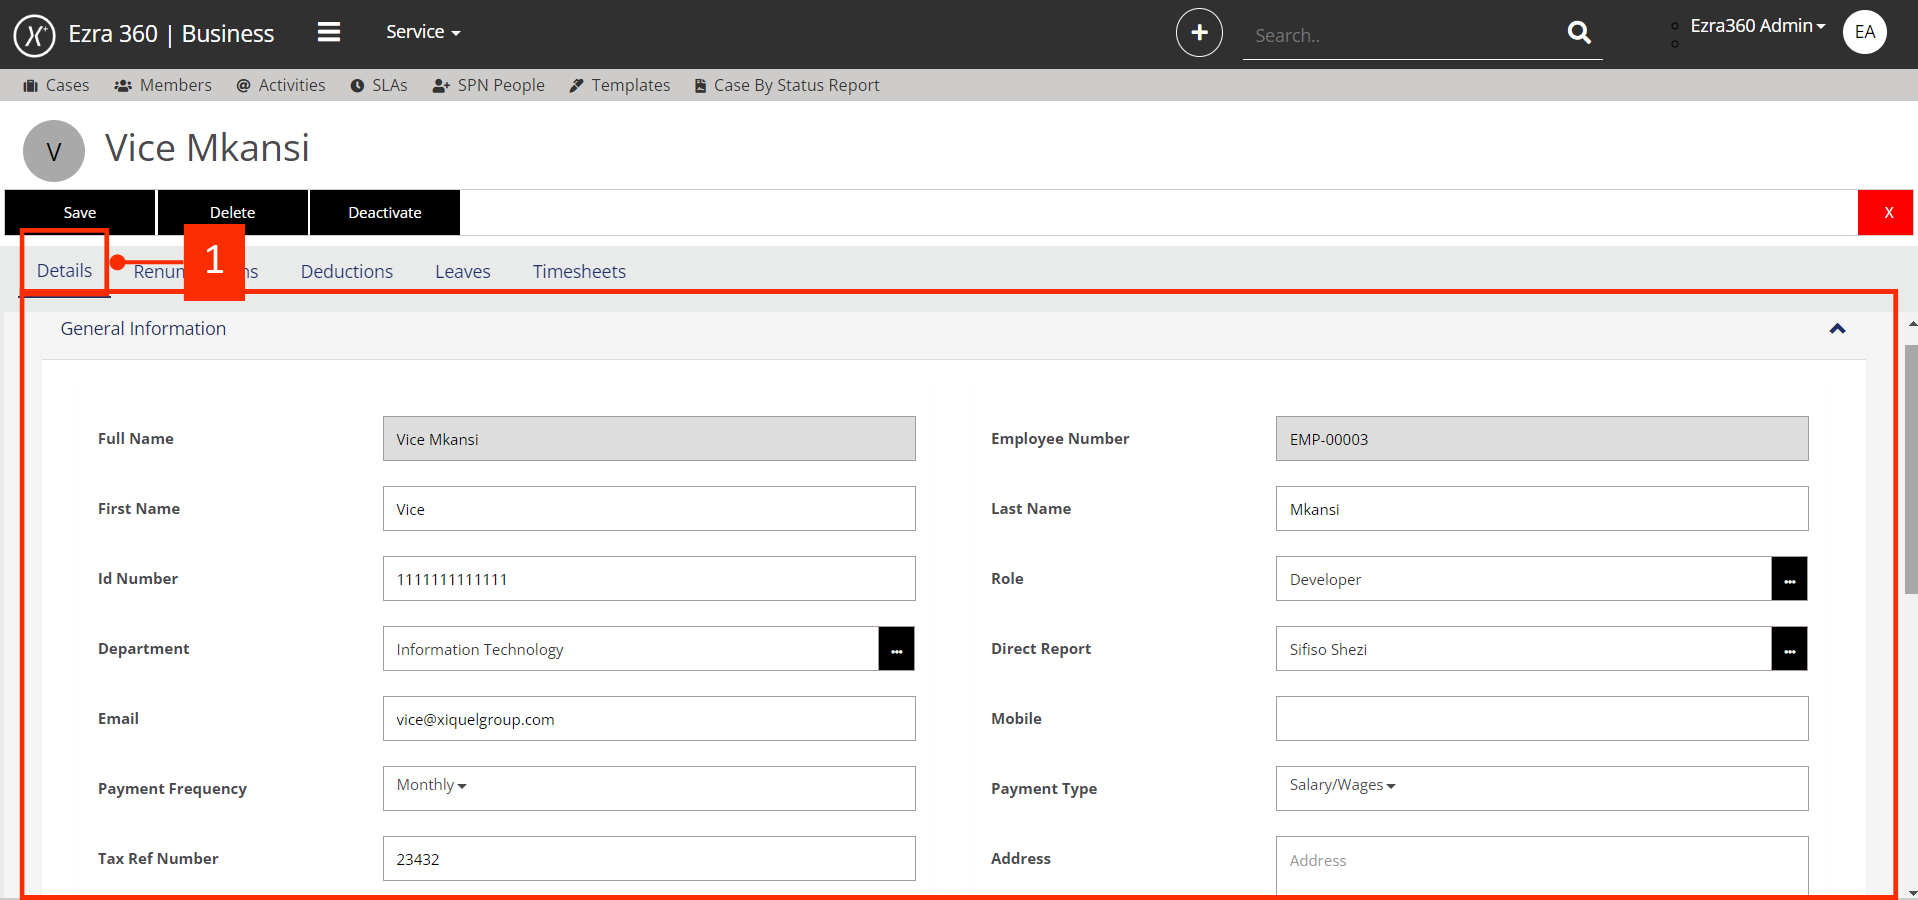 Ezra 360 | Business
Service
Search..
Ezra360 Admin
EA
Cases
Members
Activities
SLAs
SPN People
Templates
Case By Status Report
V
Vice Mkansi
Save
Delete
Deactivate
X
Details
1
Deductions
Leaves
Timesheets
General Information
Full Name
Vice Mkansi
Employee Number
EMP-00003
First Name
Vice
Last Name
Mkansi
Id Number
1111111111111
Role
Developer
Department
Information Technology
Direct Report
Sifiso Shezi
Email
vice@xiquelgroup.com
Mobile
Payment Frequency
Monthly
Payment Type
Salary/Wages
Tax Ref Number
23432
Address
Address